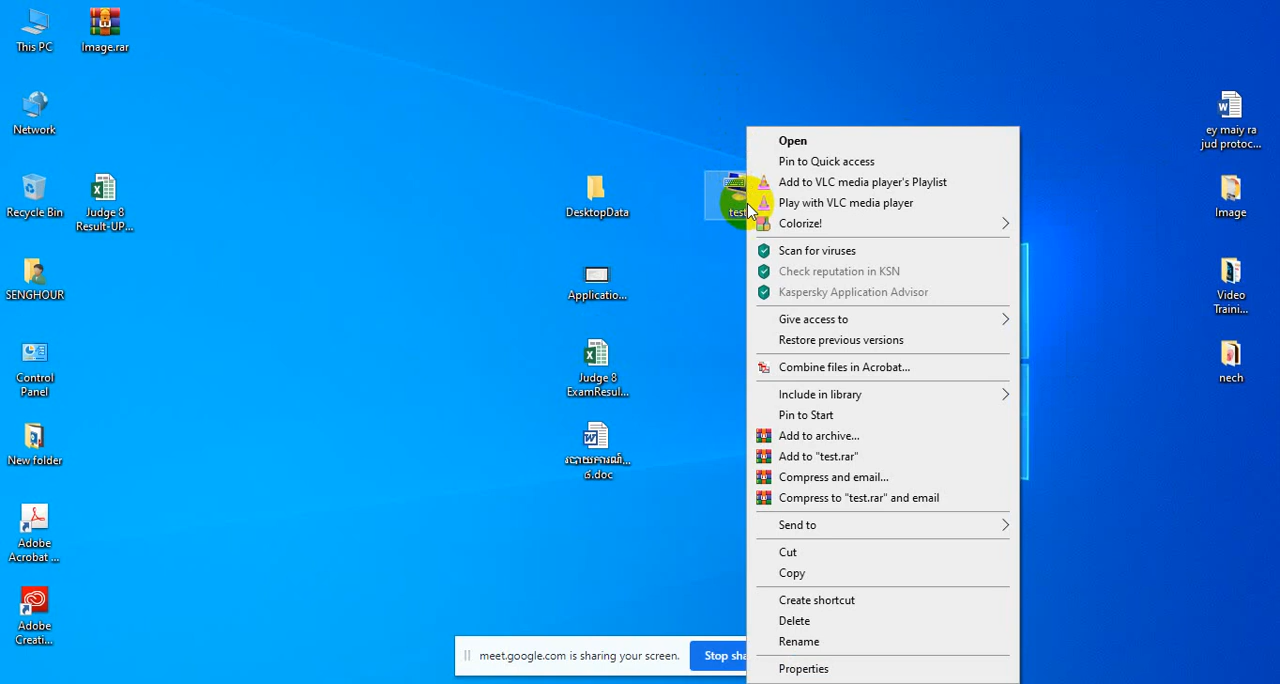 This PC
Image.rar
Network
Recycle Bin
Judge 8
Result-UP...
SENGHOUR
Control
Panel
New folder
Adobe
Acrobat ...
Adobe
Creati...
DesktopData
Applicatio...
Judge 8
ExamResul...
test
Open
Pin to Quick access
Add to VLC media player's Playlist
Play with VLC media player
Colorize!
Scan for viruses
Check reputation in KSN
Kaspersky Application Advisor
Give access to
Restore previous versions
Combine files in Acrobat...
Include in library
Pin to Start
Add to archive...
Add to "test.rar"
Compress and email...
Compress to "test.rar" and email
Send to
Cut
Copy
Create shortcut
Delete
Rename
Properties
ey maiy ra
jud protoc...
Image
Video
Traini...
nech
meet.google.com is sharing your screen.
Stop sha